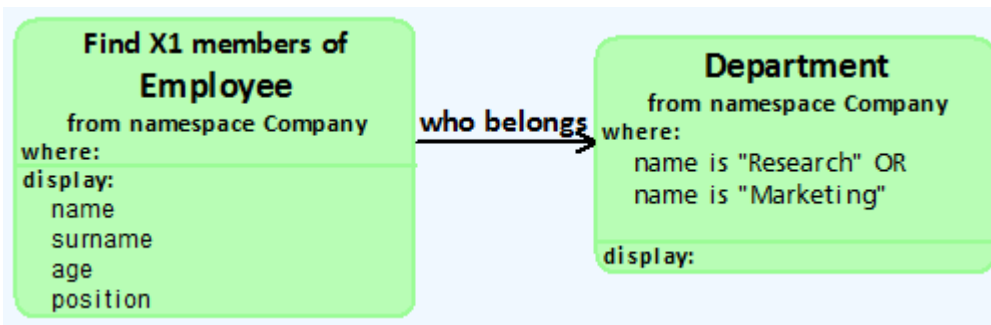 Find X1 members of
Employee
from namespace Company
where:
display:
name
surname
age
position
who belongs
Department
from namespace Company
where:
name is "Research" OR
name is "Marketing"
display: